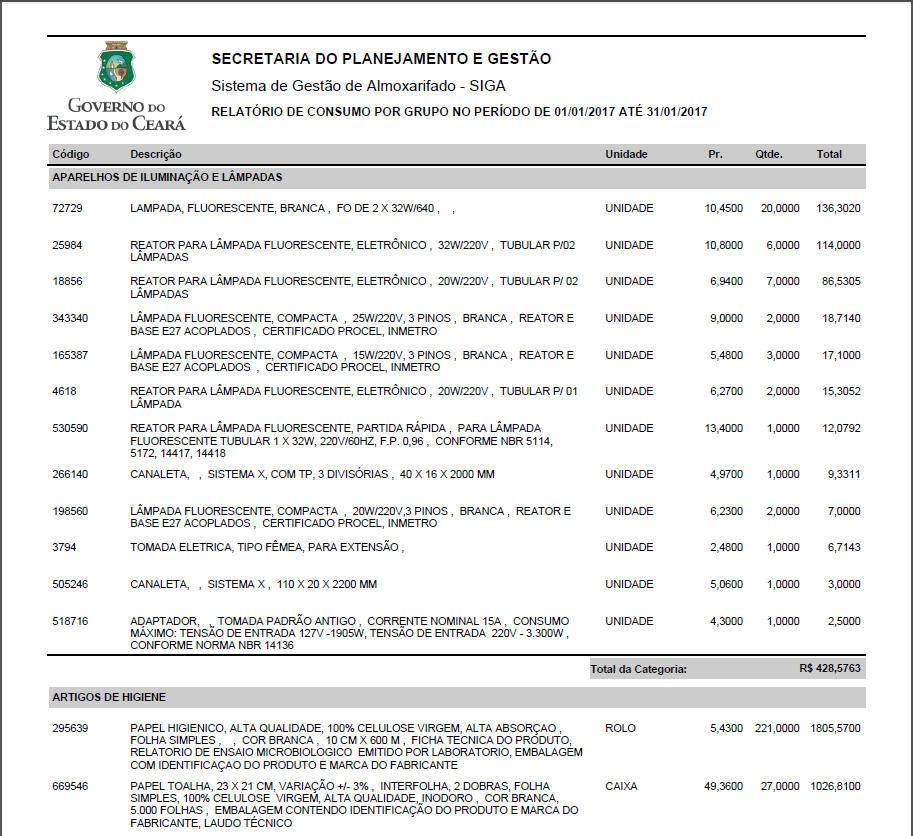 SECRETARIA DO PLANEJAMENTO E GESTÃO
Sistema de Gestão de Almoxarifado - SIGA
GOVERNO DO
ESTADO DO CEARÁ
RELATÓRIO DE CONSUMO POR GRUPO NO PERÍODO DE 01/01/2017 ATÉ 31/01/2017
Código Descrição Unidade Pr. Qtde. Total
APARELHOS DE ILUMINAÇÃO E LÂMPADAS
72729 LAMPADA, FLUORESCENTE, BRANCA , FO DE 2 X 32W/640 , , UNIDADE 10,4500 20,0000 136,3020
25984 REATOR PARA LÂMPADA FLUORESCENTE, ELETRÔNICO , 32W/220V , TUBULAR P/02 UNIDADE 10,8000 6,0000 114,0000
LÂMPADAS
18856 REATOR PARA LÂMPADA FLUORESCENTE, ELETRÔNICO , 20W/220V , TUBULAR P/ 02 UNIDADE 6,9400 7,0000 86,5305
LÂMPADAS
343340 LÂMPADA FLUORESCENTE, COMPACTA , 25W/220V, 3 PINOS , BRANCA , REATOR E UNIDADE 9,0000 2,0000 18,7140
BASE E27 ACOPLADOS , CERTIFICADO PROCEL, INMETRO
165387 LÂMPADA FLUORESCENTE, COMPACTA , 15W/220V, 3 PINOS , BRANCA , REATOR E UNIDADE 5,4800 3,0000 17,1000
BASE E27 ACOPLADOS , CERTIFICADO PROCEL, INMETRO
4618 REATOR PARA LÂMPADA FLUORESCENTE, ELETRÔNICO , 20W/220V , TUBULAR P/ 01 UNIDADE 6,2700 2,0000 15,3052
LÂMPADA
530590 REATOR PARA LÂMPADA FLUORESCENTE, PARTIDA RÁPIDA , PARA LÂMPADA UNIDADE 13,4000 1,0000 12,0792
FLUORESCENTE TUBULAR 1 X 32W, 220V/60HZ, F.P. 0,96 , CONFORME NBR 5114,
5172, 14417, 14418
266140 CANALETA, , SISTEMA X, COM TP, 3 DIVISÓRIAS , 40 X 16 X 2000 MM UNIDADE 4,9700 1,0000 9,3311
198560 LÂMPADA FLUORESCENTE, COMPACTA , 20W/220V,3 PINOS , BRANCA , REATOR E UNIDADE 6,2300 2,0000 7,0000
BASE E27 ACOPLADOS , CERTIFICADO PROCEL, INMETRO
3794 TOMADA ELETRICA, TIPO FÊMEA, PARA EXTENSÃO , UNIDADE 2,4800 1,0000 6,7143
505246 CANALETA, , SISTEMA X , 110 X 20 X 2200 MM UNIDADE 5,0600 1,0000 3,0000
518716 ADAPTADOR, , TOMADA PADRÃO ANTIGO , CORRENTE NOMINAL 15A , CONSUMO UNIDADE 4,3000 1,0000 2,5000
MÁXIMO: TENSÃO DE ENTRADA 127V -1905W, TENSÃO DE ENTRADA 220V - 3.300W ,
CONFORME NORMA NBR 14136
Total da Categoria: R$ 428,5763
ARTIGOS DE HIGIENE
295639 PAPEL HIGIENICO, ALTA QUALIDADE, 100% CELULOSE VIRGEM, ALTA ABSORÇAO , ROLO 5,4300 221,0000 1805,5700
FOLHA SIMPLES , , COR BRANCA , 10 CM X 600 M , FICHA TECNICA DO PRODUTO,
RELATORIO DE ENSAIO MICROBIOLOGICO EMITIDO POR LABORATORIO, EMBALAGEM
COM IDENTIFICAÇAO DO PRODUTO E MARCA DO FABRICANTE
669546 PAPEL TOALHA, 23 X 21 CM, VARIAÇÃO +/- 3% , INTERFOLHA, 2 DOBRAS, FOLHA CAIXA 49,3600 27,0000 1026,8100
SIMPLES, 100% CELULOSE VIRGEM, ALTA QUALIDADE, INODORO , COR BRANCA,
5.000 FOLHAS , EMBALAGEM CONTENDO IDENTIFICAÇÃO DO PRODUTO E MARCA DO
FABRICANTE, LAUDO TÉCNICO